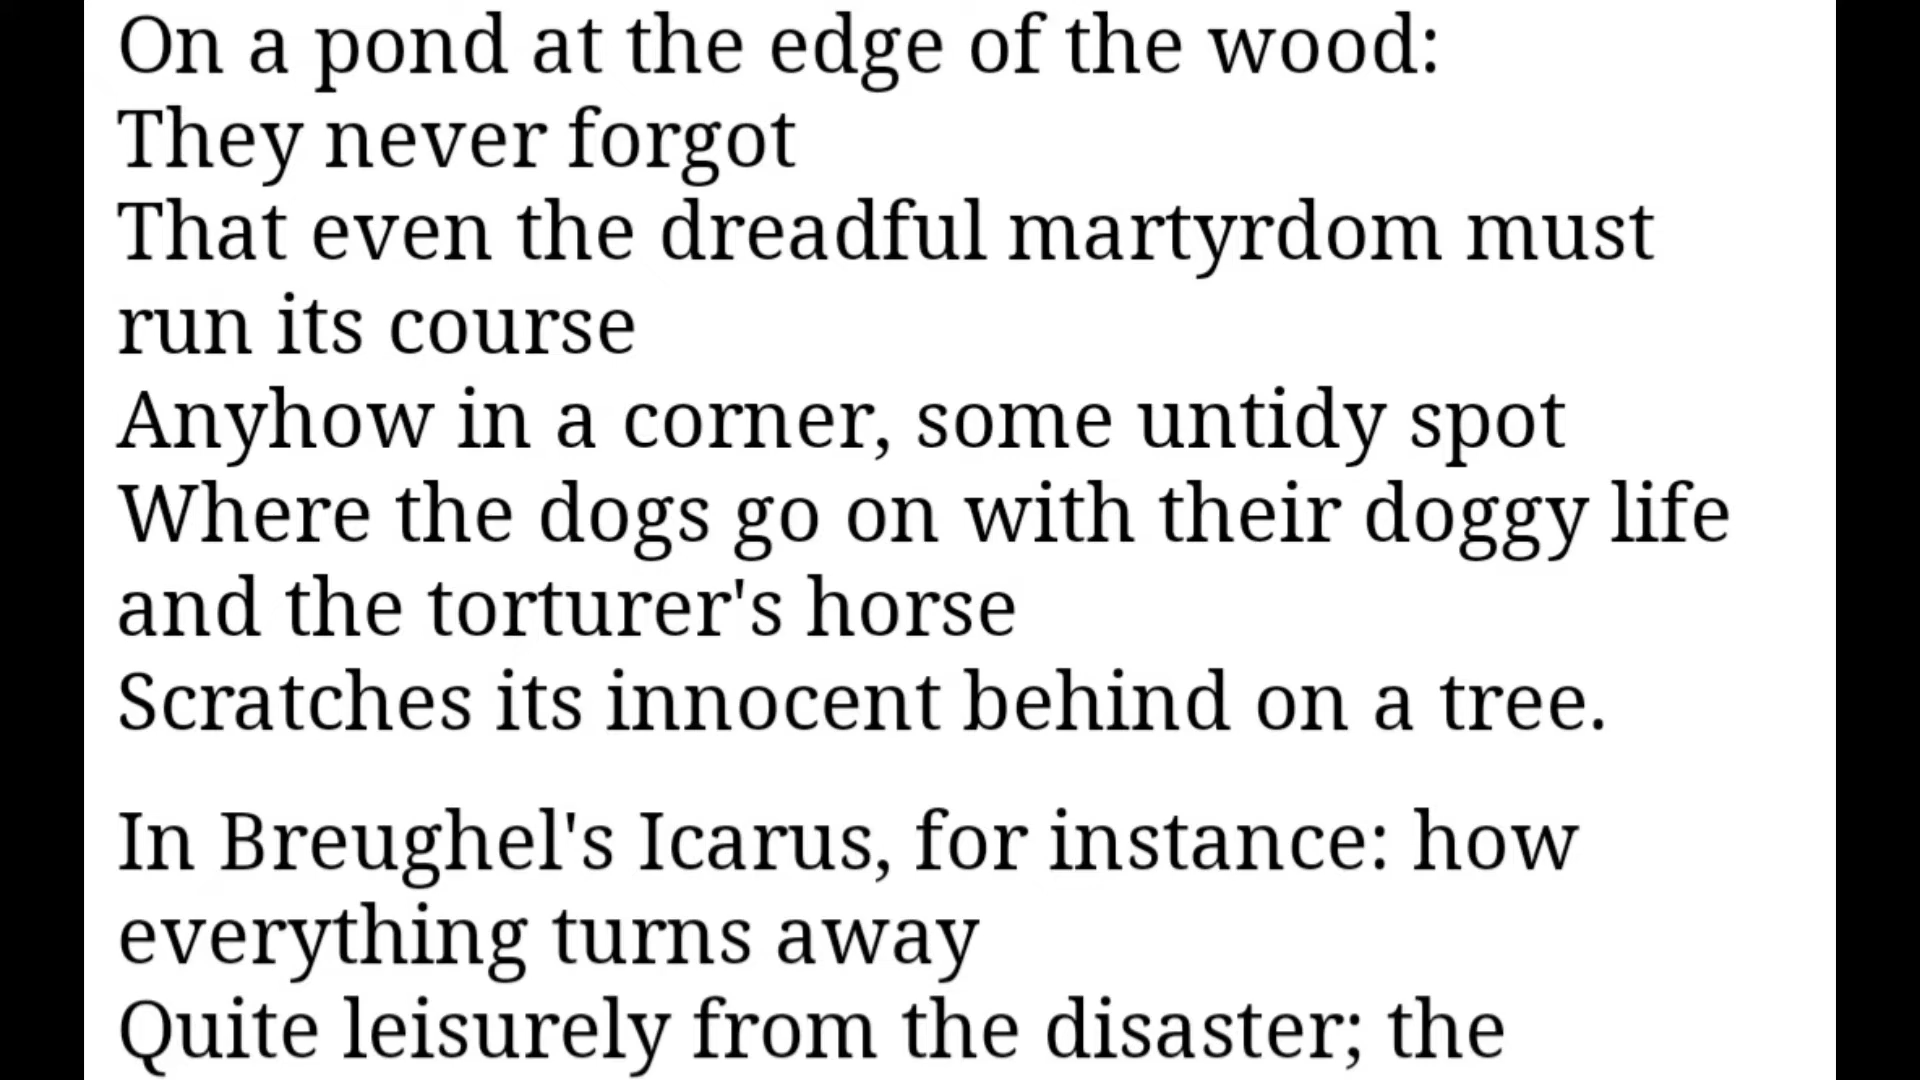 On a pond at the edge of the wood:
They never forgot
That even the dreadful martyrdom must
run its course
Anyhow in a corner, some untidy spot
Where the dogs go on with their doggy life
and the torturer's horse
Scratches its innocent behind on a tree.
In Breughel's Icarus, for instance: how
everything turns away
Quite leisurely from the disaster; the